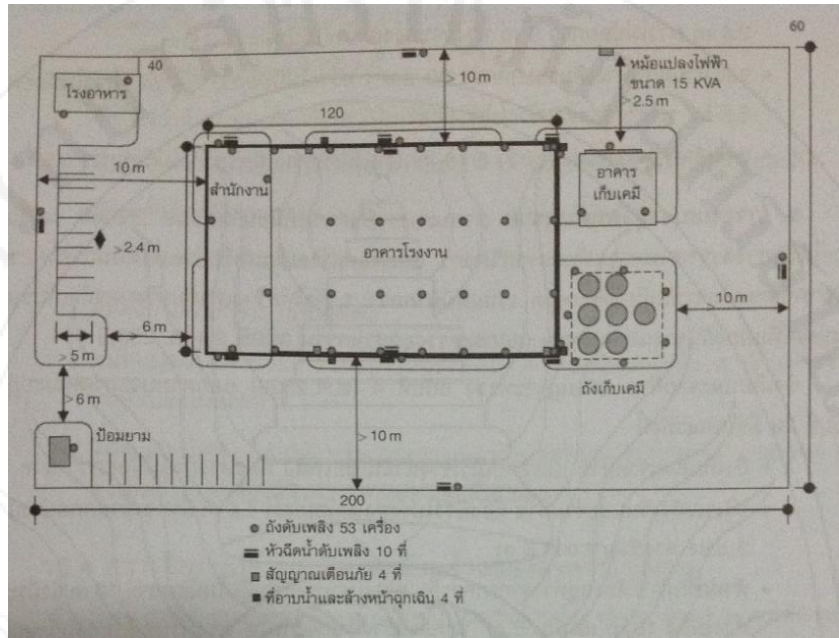 60
40
โรงอาหาร
> 10 m
หม้อแปลงไฟฟ้า
ขนาด 15 KVA
> 2.5 m
120
10 m
สำนักงาน
อาคาร
เก็บเคมี
> 2.4 m
อาคารโรงงาน
> 10 m
> 6 m
> 5 m
ถังเก็บเคมี
> 6 m
ป้อมยาม
> 10 m
200
ถังดับเพลิง 53 เครื่อง
หัวฉีดน้ำดับเพลิง 10 ที่
สัญญาณเตือนภัย 4 ที่
ที่อาบน้ำและล้างหน้าฉุกเฉิน 4 ที่